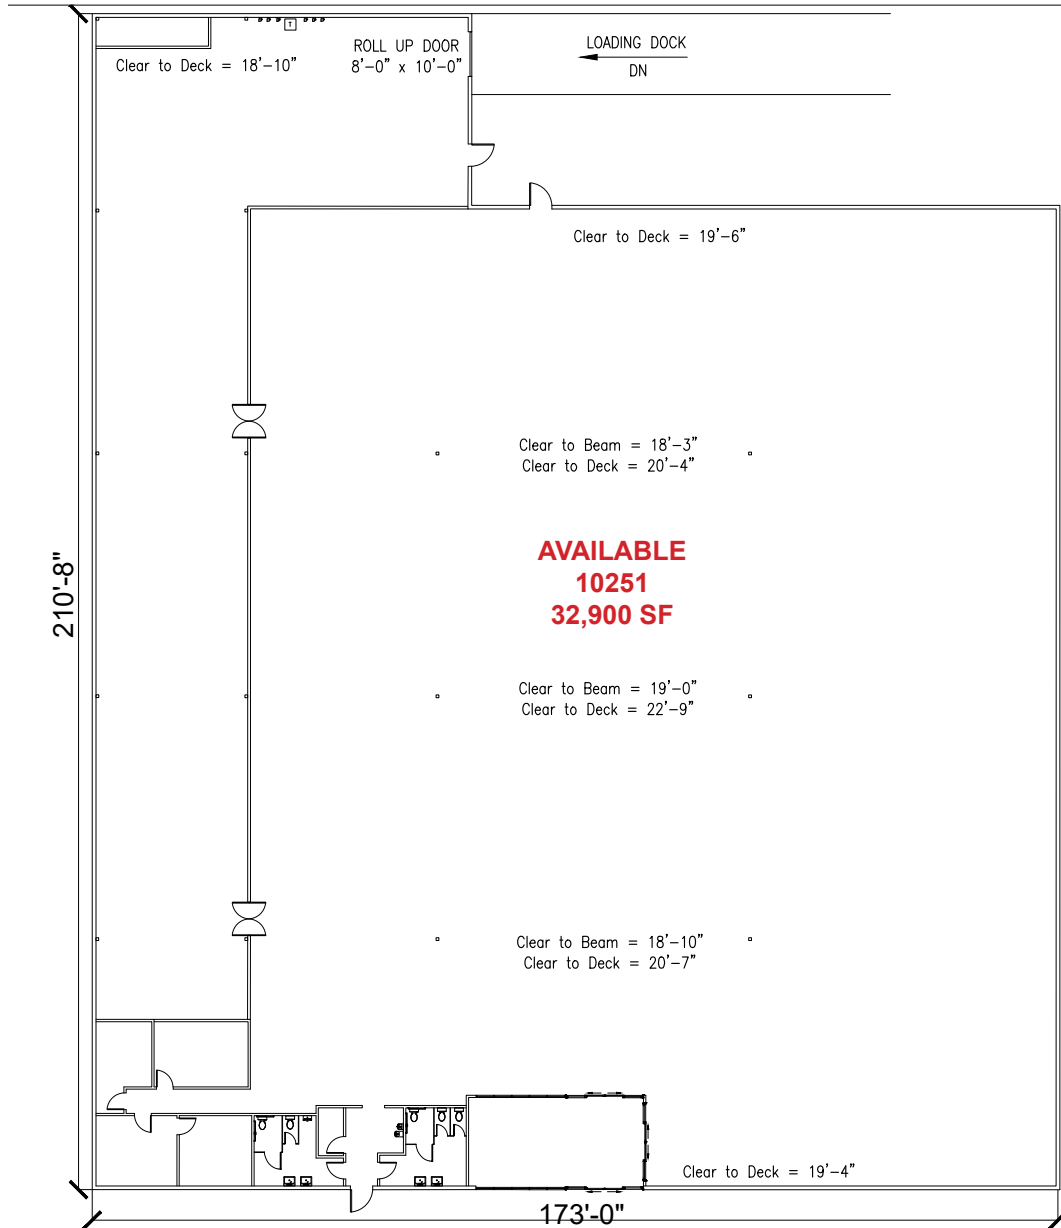 T
ROLL UP DOOR
8'-0" x 10'-0"
Clear to Deck = 18'-10"
LOADING DOCK
DN
Clear to Deck = 19'-6"
Clear to Beam = 18'-3"
Clear to Deck = 20'-4"
AVAILABLE
10251
32,900 SF
210'-8"
Clear to Beam = 19'-0"
Clear to Deck = 22'-9"
Clear to Beam = 18'-10"
Clear to Deck = 20'-7"
Clear to Deck = 19'-4"
173'-0"